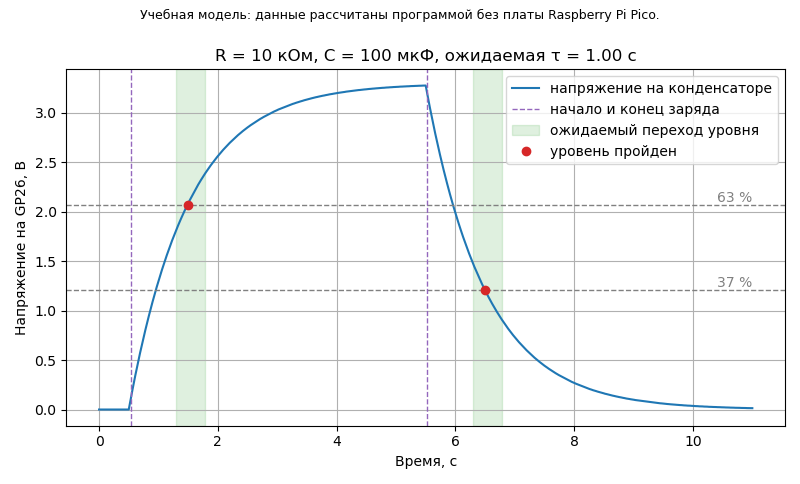 Учебная модель: данные рассчитаны программой без платы Raspberry Pi Pico.
R = 10 кОм, C = 100 мкФ, ожидаемая τ = 1.00 с
напряжение на конденсаторе
начало и конец заряда
ожидаемый переход уровня
уровень пройден
63 %
37 %
Напряжение на GP26, В
3.0
2.5
2.0
1.5
1.0
0.5
0.0
0 2 4 6 8 10
Время, с